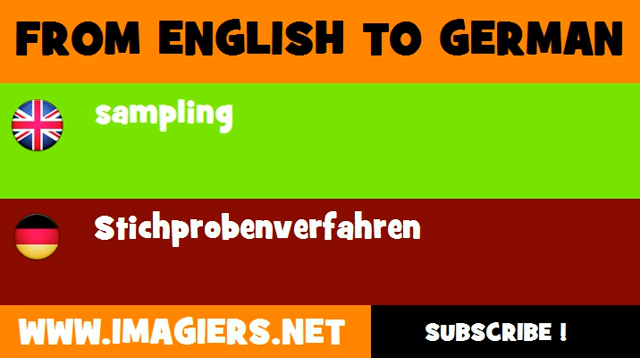 FROM ENGLISH TO GERMAN
sampling
Stichprobenverfahren
WWW.IMAGIERS.NET
SUBSCRIBE !